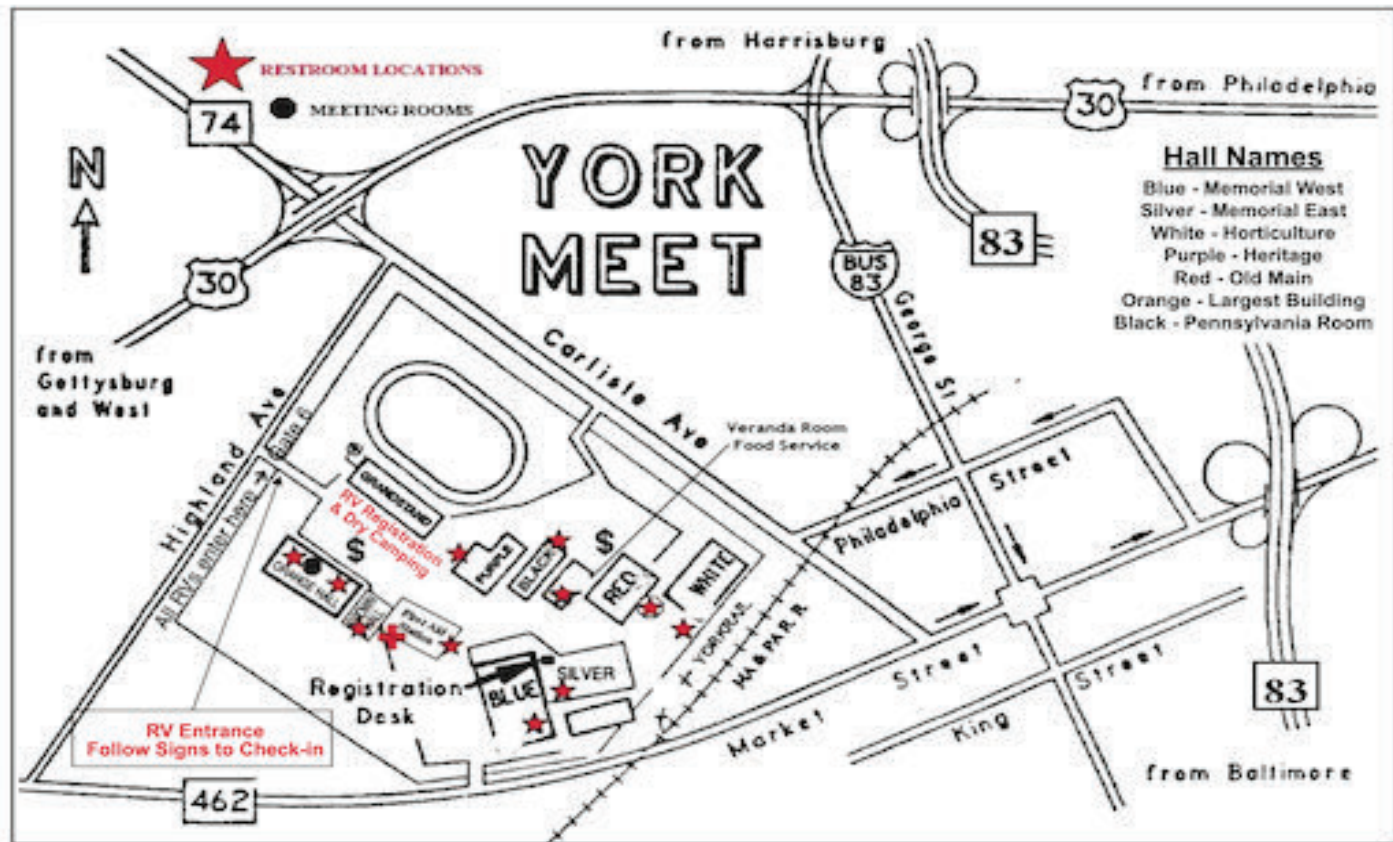 from Harrisburg
RESTROOM LOCATIONS
MEETING ROOMS
74
30
from Philadelphia
N
YORK
MEET
Hall Names
Blue - Memorial West
Silver - Memorial East
White - Horticulture
Purple - Heritage
Red - Old Main
Orange - Largest Building
Black - Pennsylvania Room
83
BUS
83
30
from
Gettysburg
and West
George St
Carlisle Ave
Highland Ave
Gate 6
All RV's enter here
Veranda Room
Food Service
GRANDSTAND
RV Registration
& Dry Camping
$
$
PURPLE
BLACK
RED
WHITE
Philadelphia Street
ORANGE HALL
First Aid
Station
YORKRAIL
MA & PA R. R.
Registration
Desk
BLUE
SILVER
RV Entrance
Follow Signs to Check-in
Market Street
King Street
83
from Baltimore
462